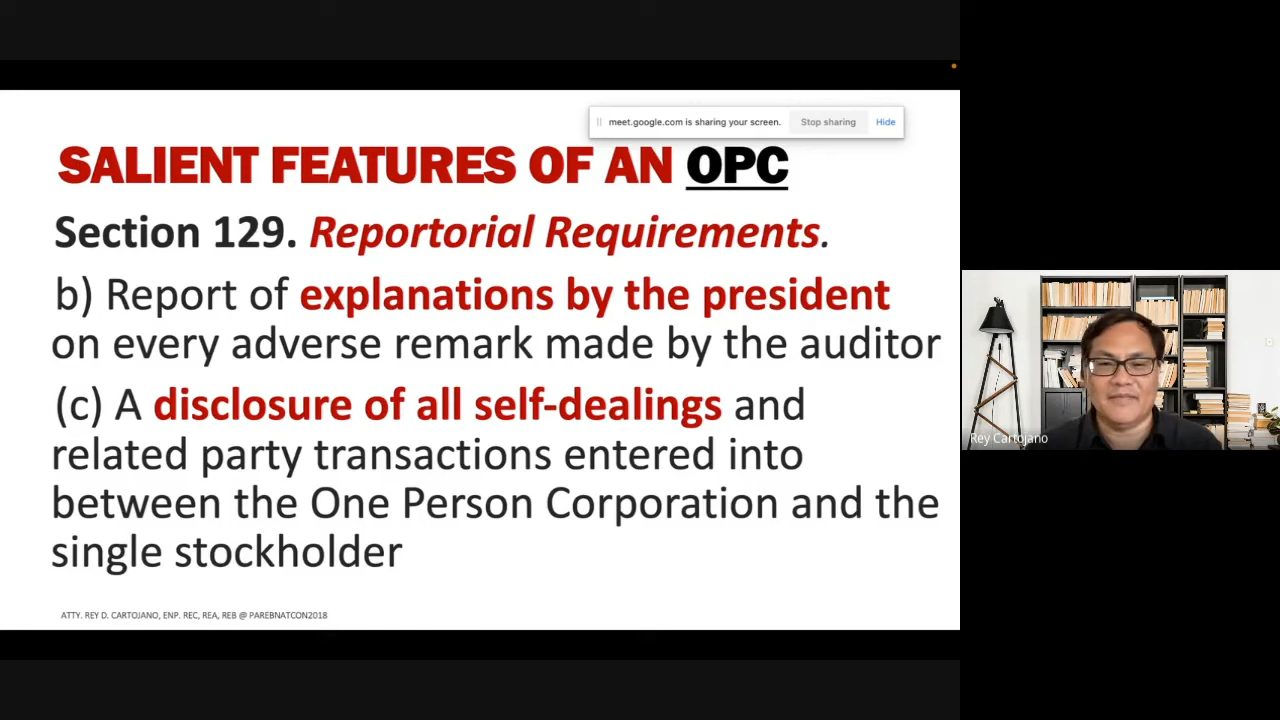 meet.google.com is sharing your screen. Stop sharing Hide
SALIENT FEATURES OF AN OPC
Section 129. Reportorial Requirements.
b) Report of explanations by the president
on every adverse remark made by the auditor
(c) A disclosure of all self-dealings and
related party transactions entered into
between the One Person Corporation and the
single stockholder
ATTY. REY D. CARTOJANO, ENP. REC, REA, REB @ PAREBNATCON2018
Rey Cartojano